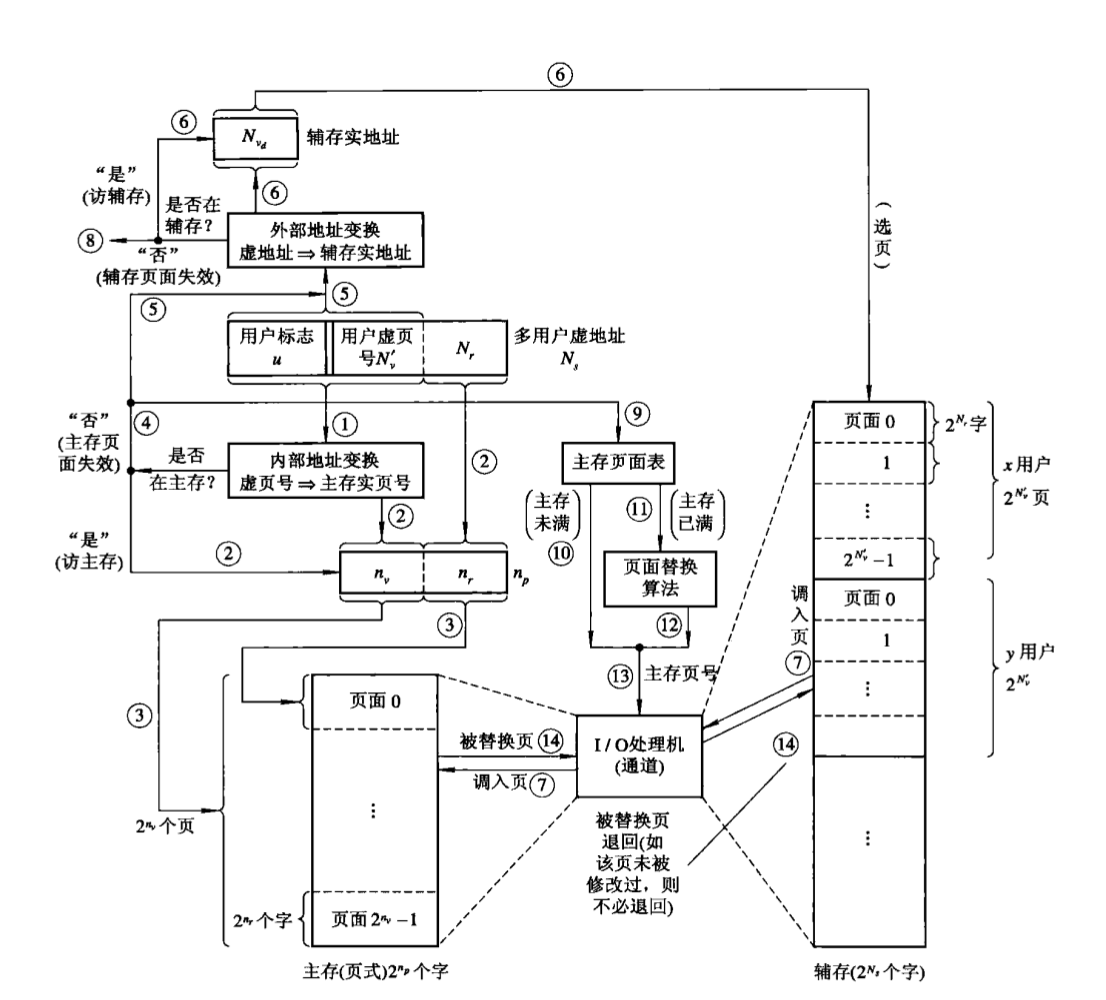 ⑥
⑥
N_{v_d}
辅存实地址
“是”
(访辅存)
⑥
是否在
辅存?
外部地址变换
虚地址⇒辅存实地址
⑧
“否”
(辅存页面失效)
(选页)
⑤
⑤
用户标志
u
用户虚页
号N'_v
N_r
多用户虚地址
N_s
“否”
(主存页
面失效)
④
①
②
⑨
是否
在主存?
内部地址变换
虚页号⇒主存实页号
主存页面表
(主存
未满)
⑩
⑪
(主存
已满)
②
“是”
(访主存)
②
n_v
n_r
n_p
页面替换
算法
③
⑫
③
⑬
主存页号
页面 0
⋮
页面 2^{n_v}−1
2^{n_v}个页
2^{n_r}个字
主存(页式)2^{n_p}个字
被替换页⑭
调入页⑦
I/O处理机
(通道)
被替换页
退回(如
该页未被
修改过，则
不必退回)
调入页
⑦
⑭
页面 0
1
⋮
2^{N'_v}−1
页面 0
1
⋮
⋮
2^{N_r}字
x 用户
2^{N'_v}页
y 用户
2^{N'_v}
辅存(2^{N_s}个字)